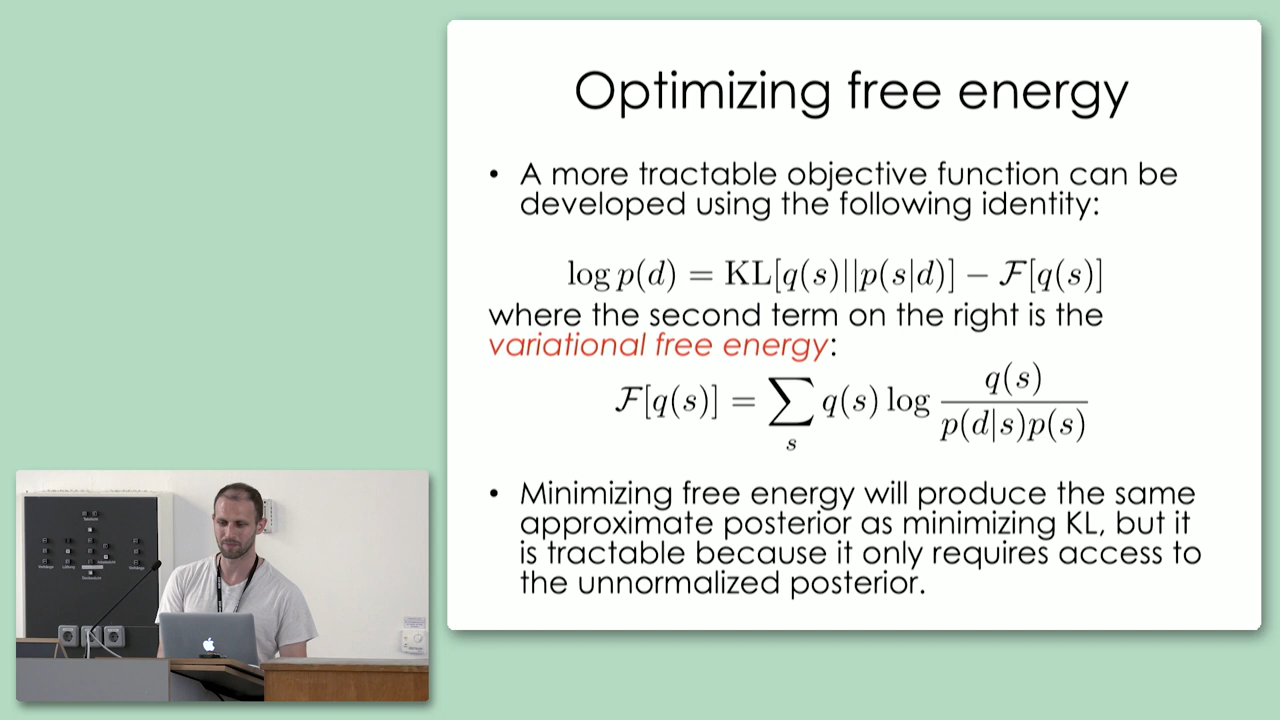 Optimizing free energy
• A more tractable objective function can be
developed using the following identity:
log p(d) = KL[q(s)||p(s|d)] − ℱ[q(s)]
where the second term on the right is the
variational free energy:
ℱ[q(s)] = ∑_s q(s) log q(s) / p(d|s)p(s)
• Minimizing free energy will produce the same
approximate posterior as minimizing KL, but it
is tractable because it only requires access to
the unnormalized posterior.